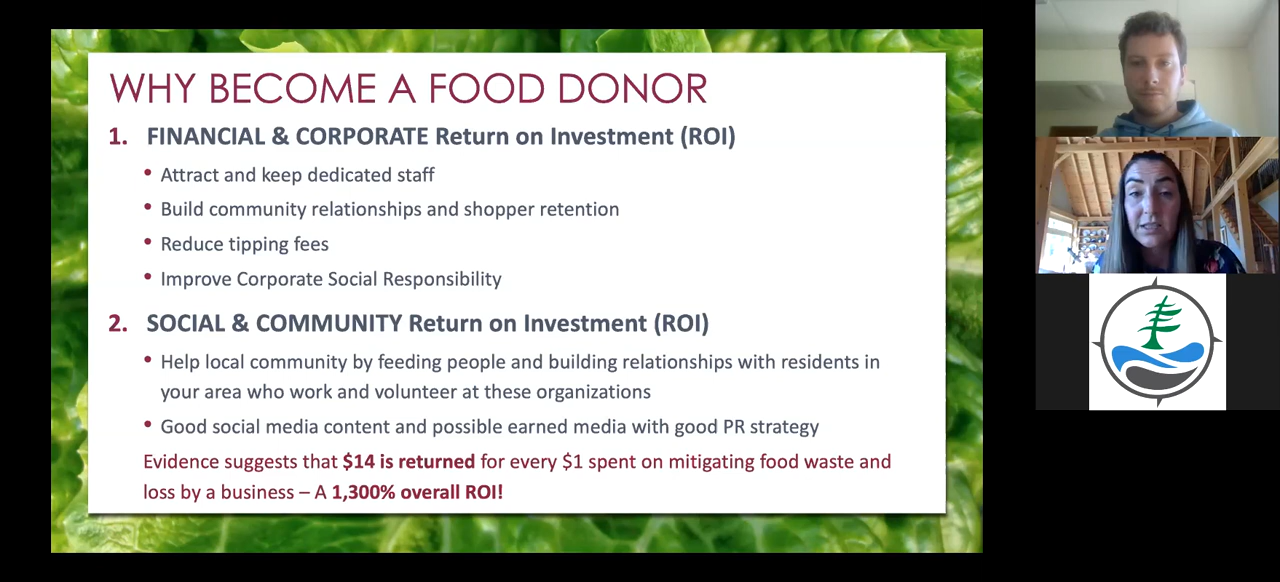 WHY BECOME A FOOD DONOR
1. FINANCIAL & CORPORATE Return on Investment (ROI)
• Attract and keep dedicated staff
• Build community relationships and shopper retention
• Reduce tipping fees
• Improve Corporate Social Responsibility
2. SOCIAL & COMMUNITY Return on Investment (ROI)
• Help local community by feeding people and building relationships with residents in
your area who work and volunteer at these organizations
• Good social media content and possible earned media with good PR strategy
Evidence suggests that $14 is returned for every $1 spent on mitigating food waste and
loss by a business – A 1,300% overall ROI!